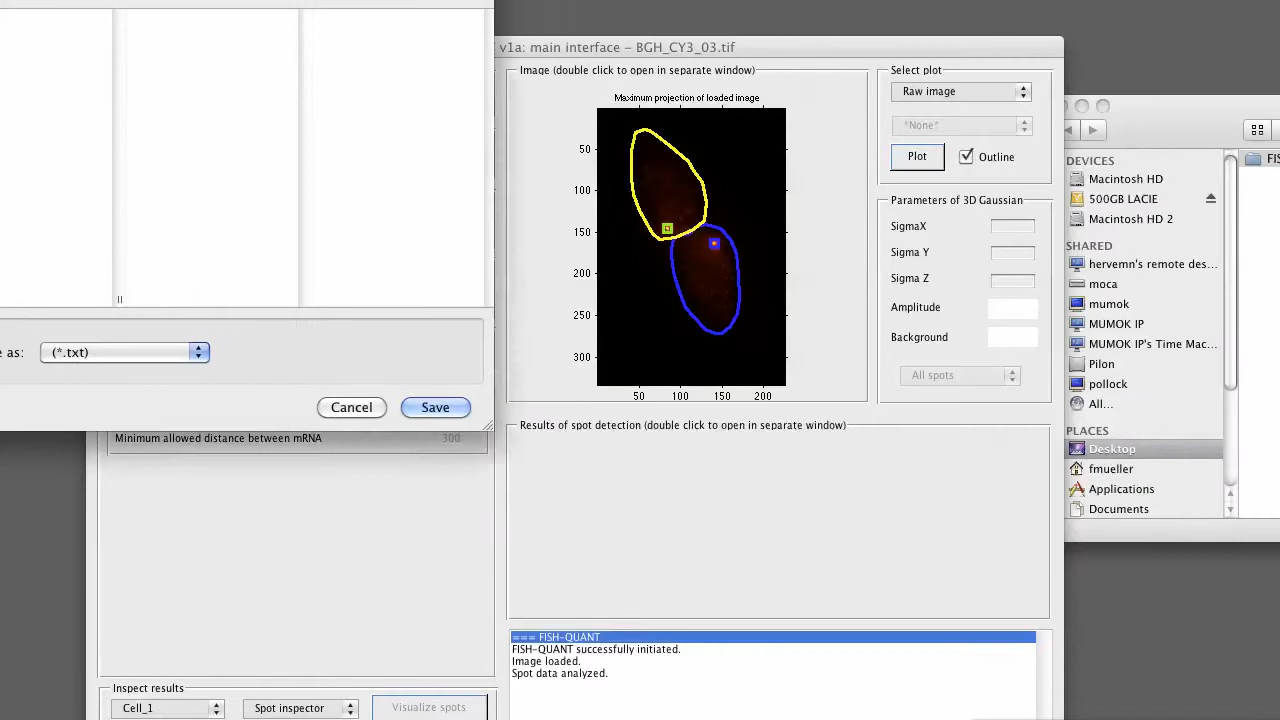 v1a: main interface - BGH_CY3_03.tif
Image (double click to open in separate window)
Maximum projection of loaded image
50
100
150
200
250
300
50
100
150
200
Select plot
Raw image
*None*
Plot
Outline
Parameters of 3D Gaussian
SigmaX
Sigma Y
Sigma Z
Amplitude
Background
All spots
e as:
(*.txt)
Cancel
Save
Minimum allowed distance between mRNA
300
Results of spot detection (double click to open in separate window)
=== FISH-QUANT
FISH-QUANT successfully initiated.
Image loaded.
Spot data analyzed.
Inspect results
Cell_1
Spot inspector
Visualize spots
FIS
DEVICES
Macintosh HD
500GB LACIE
Macintosh HD 2
SHARED
hervemn's remote des...
moca
mumok
MUMOK IP
MUMOK IP's Time Mac...
Pilon
pollock
All...
PLACES
Desktop
fmueller
Applications
Documents